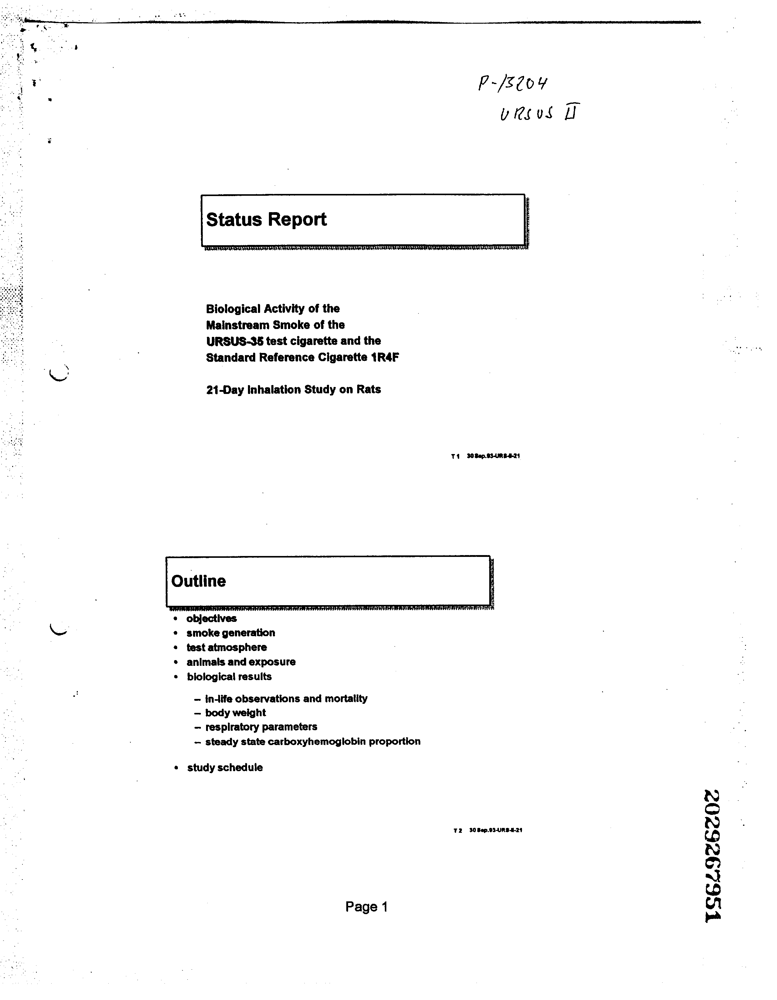 P-13204
URSUS II
Status Report
Biological Activity of the
Mainstream Smoke of the
URSUS-35 test cigarette and the
Standard Reference Cigarette 1R4F
21-Day Inhalation Study on Rats
T 1 30 Sep.93-URS-6-21
Outline
• objectives
• smoke generation
• test atmosphere
• animals and exposure
• biological results
– in-life observations and mortality
– body weight
– respiratory parameters
– steady state carboxyhemoglobin proportion
• study schedule
T 2 30 Sep.93-URS-6-21
Page 1
2029267951